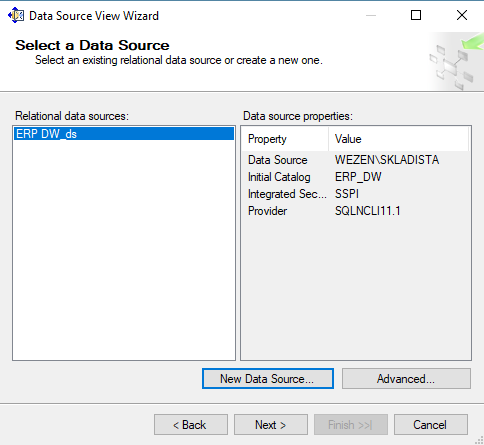 Data Source View Wizard
Select a Data Source
Select an existing relational data source or create a new one.
Relational data sources:
ERP DW_ds
Data source properties:
Property Value
Data Source WEZEN\SKLADISTA
Initial Catalog ERP_DW
Integrated Sec... SSPI
Provider SQLNCLI11.1
New Data Source...
Advanced...
< Back
Next >
Finish >>|
Cancel